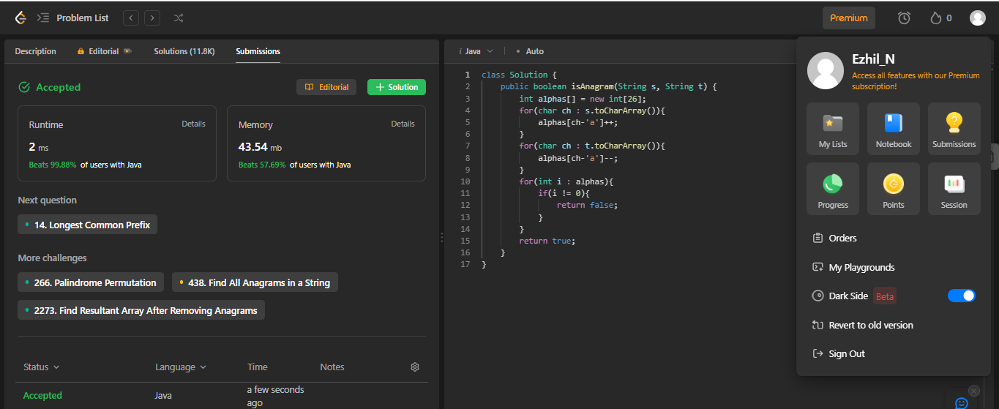 Problem List
Premium
0
Description
Editorial
Solutions (11.8K)
Submissions
Accepted
Editorial
+ Solution
Runtime
Details
2 ms
Beats 99.88% of users with Java
Memory
Details
43.54 mb
Beats 57.69% of users with Java
Next question
14. Longest Common Prefix
More challenges
266. Palindrome Permutation
438. Find All Anagrams in a String
2273. Find Resultant Array After Removing Anagrams
Status
Language
Time
Notes
Accepted
Java
a few seconds
ago
i Java
Auto
1 class Solution {
2 public boolean isAnagram(String s, String t) {
3 int alphas[] = new int[26];
4 for(char ch : s.toCharArray()){
5 alphas[ch-'a']++;
6 }
7 for(char ch : t.toCharArray()){
8 alphas[ch-'a']--;
9 }
10 for(int i : alphas){
11 if(i != 0){
12 return false;
13 }
14 }
15 return true;
16 }
17 }
Ezhil_N
Access all features with our Premium
subscription!
My Lists
Notebook
Submissions
Progress
Points
Session
Orders
My Playgrounds
Dark Side Beta
Revert to old version
Sign Out